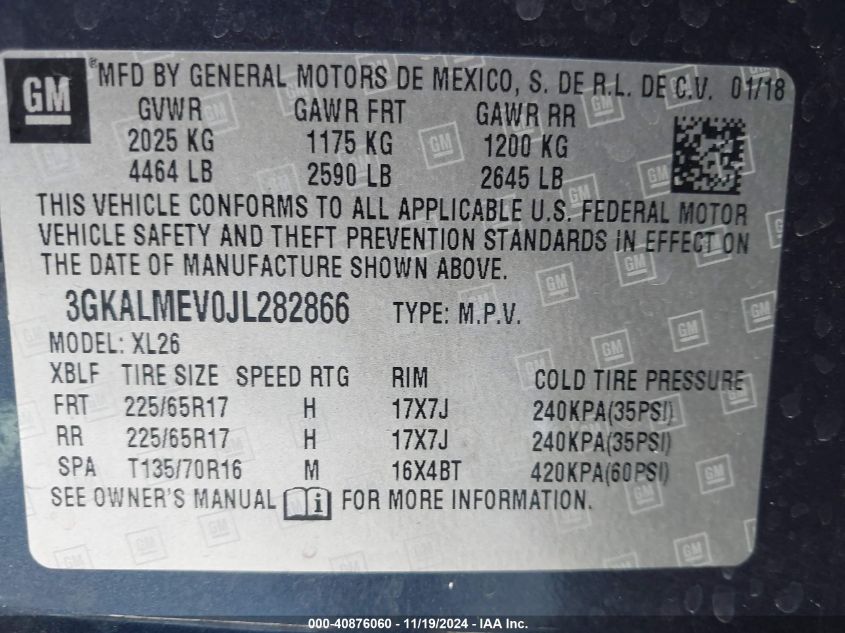 GM
®MFD BY GENERAL MOTORS DE MEXICO, S. DE R.L. DE C.V. 01/18
GVWR GAWR FRT GAWR RR
2025 KG 1175 KG 1200 KG
4464 LB 2590 LB 2645 LB
THIS VEHICLE CONFORMS TO ALL APPLICABLE U.S. FEDERAL MOTOR
VEHICLE SAFETY AND THEFT PREVENTION STANDARDS IN EFFECT ON
THE DATE OF MANUFACTURE SHOWN ABOVE.
3GKALMEV0JL282866 TYPE: M.P.V.
MODEL: XL26
XBLF TIRE SIZE SPEED RTG RIM COLD TIRE PRESSURE
FRT 225/65R17 H 17X7J 240KPA(35PSI)
RR 225/65R17 H 17X7J 240KPA(35PSI)
SPA T135/70R16 M 16X4BT 420KPA(60PSI)
SEE OWNER'S MANUAL i FOR MORE INFORMATION.
000-40876060 - 11/19/2024 - IAA Inc.